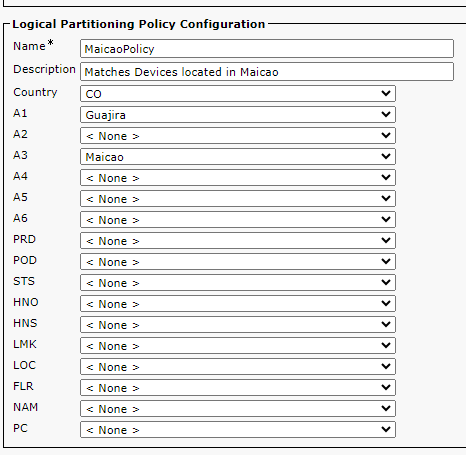 Logical Partitioning Policy Configuration
Name* MaicaoPolicy
Description Matches Devices located in Maicao
Country CO
A1 Guajira
A2 < None >
A3 Maicao
A4 < None >
A5 < None >
A6 < None >
PRD < None >
POD < None >
STS < None >
HNO < None >
HNS < None >
LMK < None >
LOC < None >
FLR < None >
NAM < None >
PC < None >